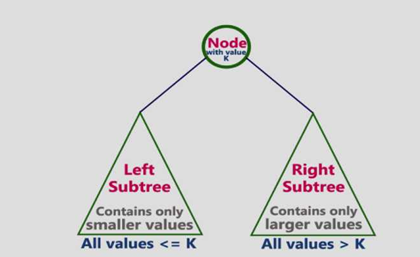 Node
with value
K
Left
Subtree
Contains only
smaller values
All values <= K
Right
Subtree
Contains only
larger values
All values > K